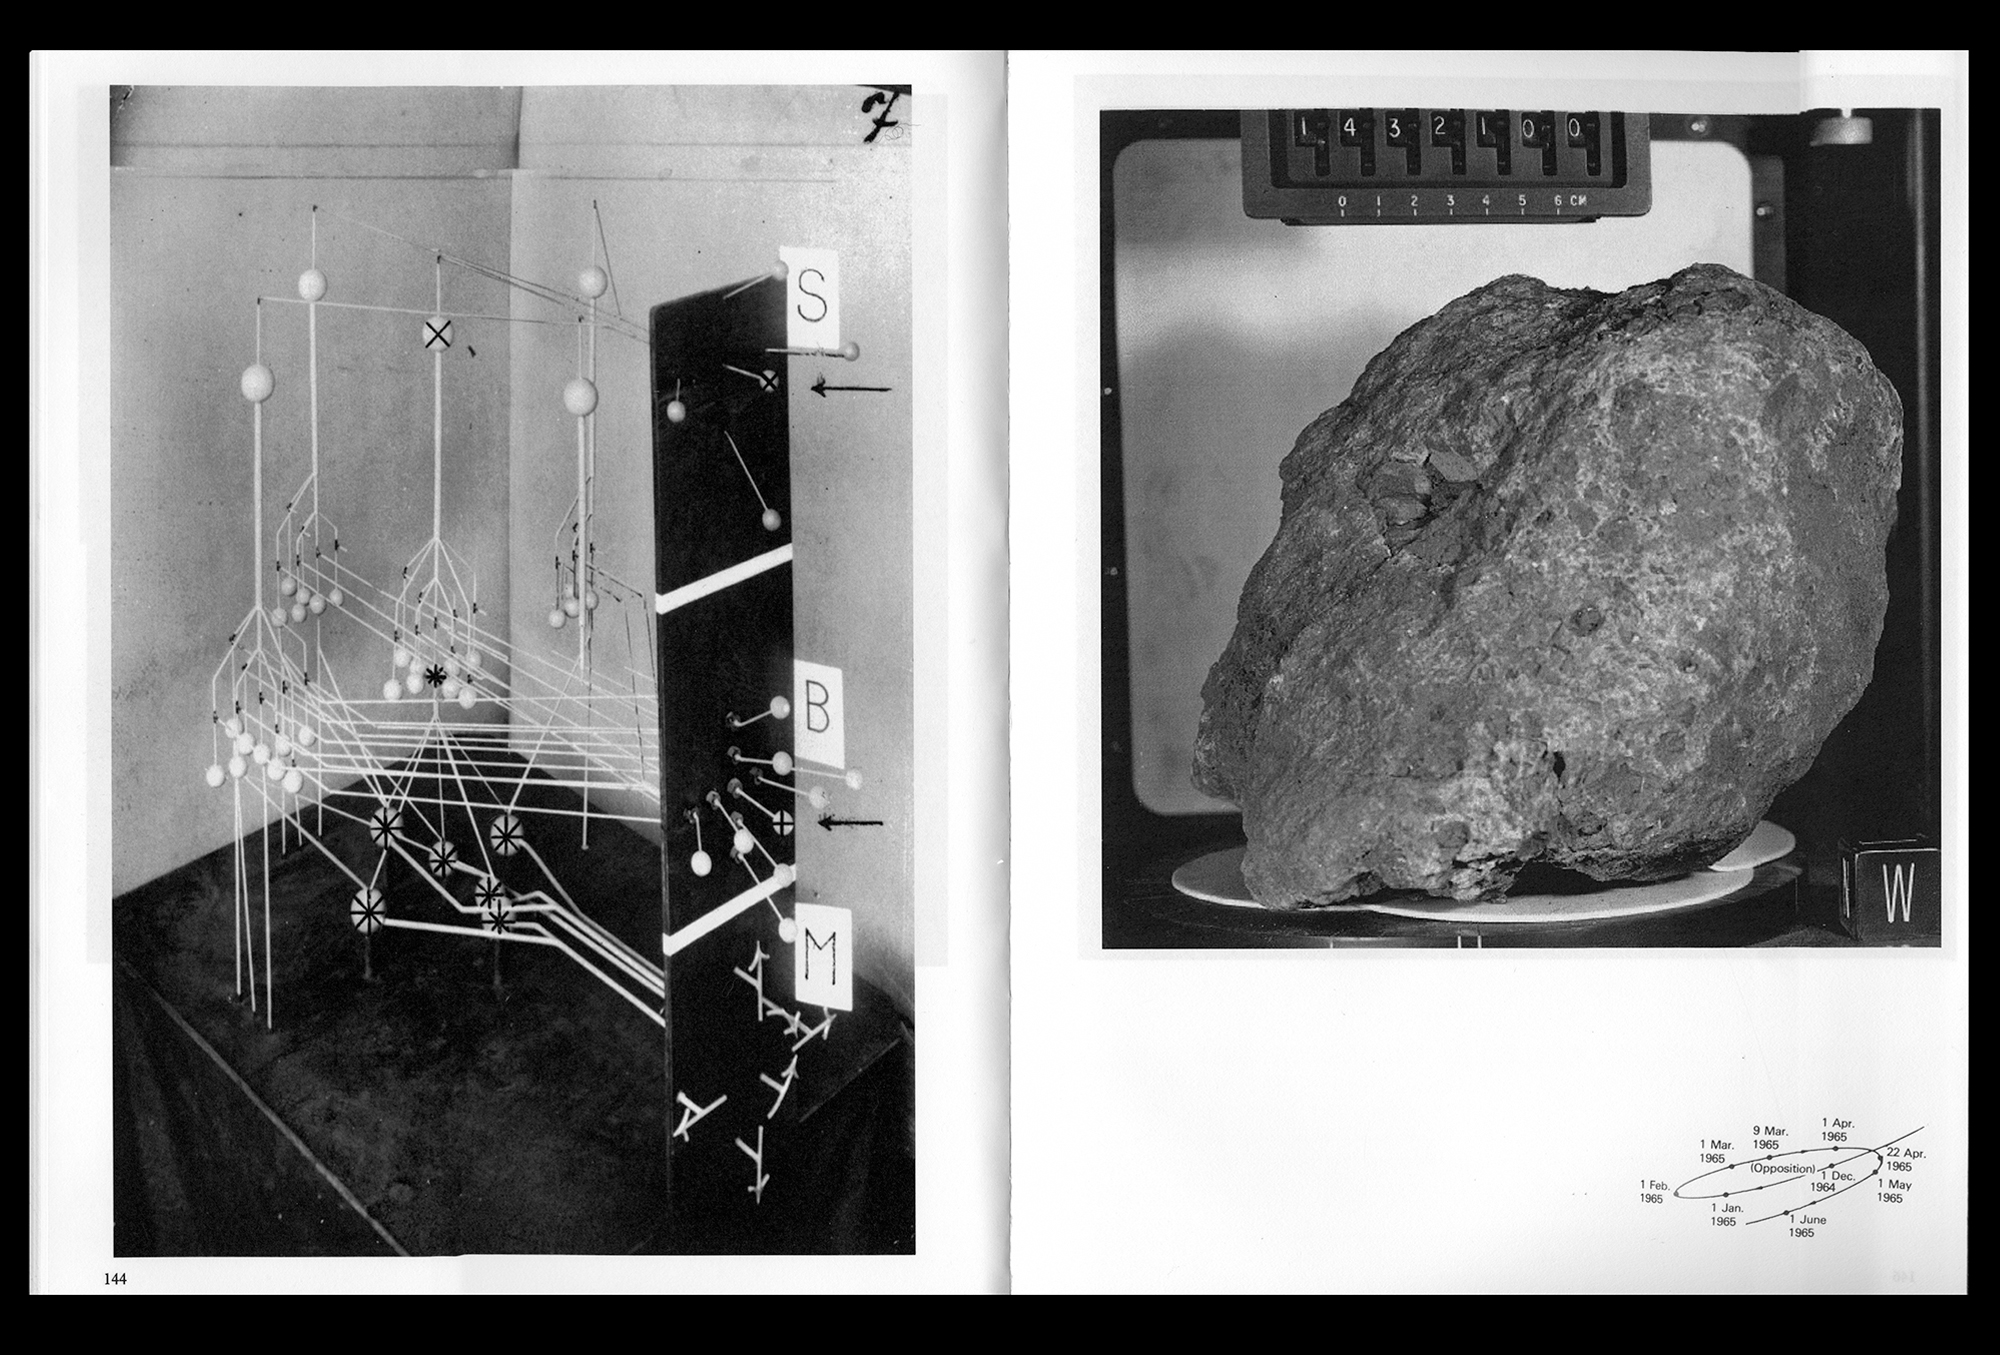 7
S
B
M
144
1 4 3 2 1 0 0
0 1 2 3 4 5 6 CM
W
1 Apr.
1965
9 Mar.
1965
1 Mar.
1965
(Opposition)
22 Apr.
1965
1 Dec.
1964
1 Feb.
1965
1 May
1965
1 Jan.
1965
1 June
1965